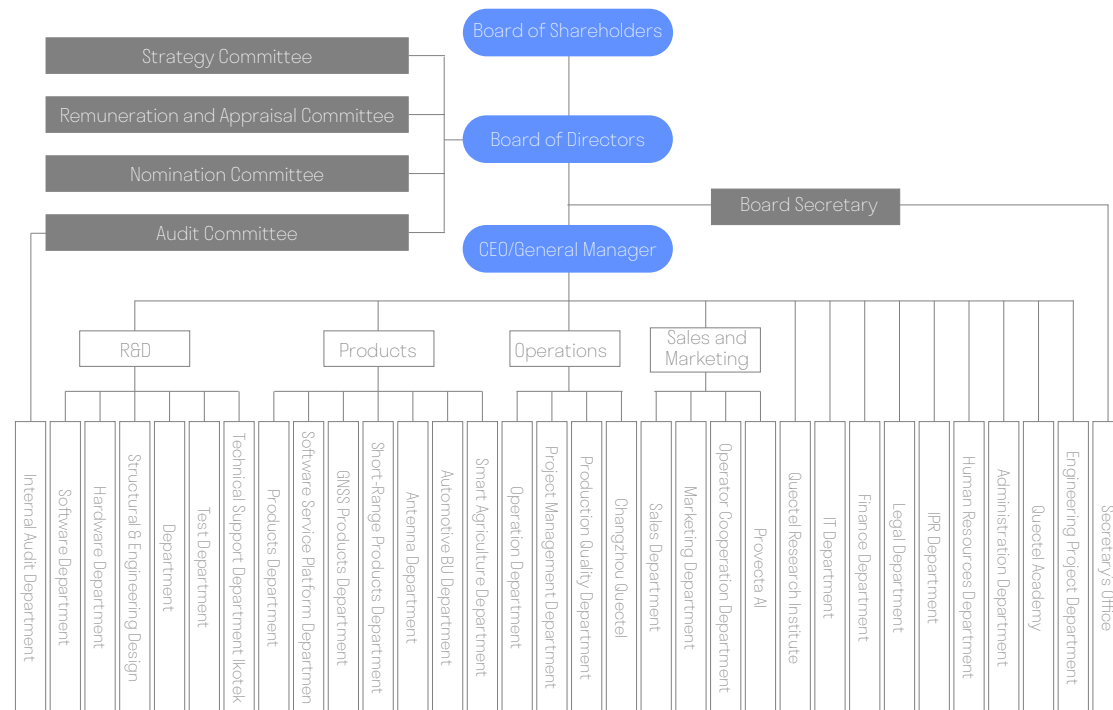 Board of Shareholders
Strategy Committee
Remuneration and Appraisal Committee
Board of Directors
Nomination Committee
Board Secretary
Audit Committee
CEO/General Manager
R&D
Products
Operations
Sales and
Marketing
Internal Audit Department
Software Department
Hardware Department
Structural & Engineering Design
Department
Test Department
Technical Support Department Ikotek
Products Department
Software Service Platform Departmen
GNSS Products Department
Short-Range Products Department
Antenna Department
Automotive BU Department
Smart Agriculture Department
Operation Department
Project Management Department
Production Quality Department
Changzhou Quectel
Sales Department
Marketing Department
Operator Cooperation Department
Provecta AI
Quectel Research Institute
IT Department
Finance Department
Legal Department
IPR Department
Human Resources Department
Administration Department
Quectel Academy
Engineering Project Department
Secretary's Office